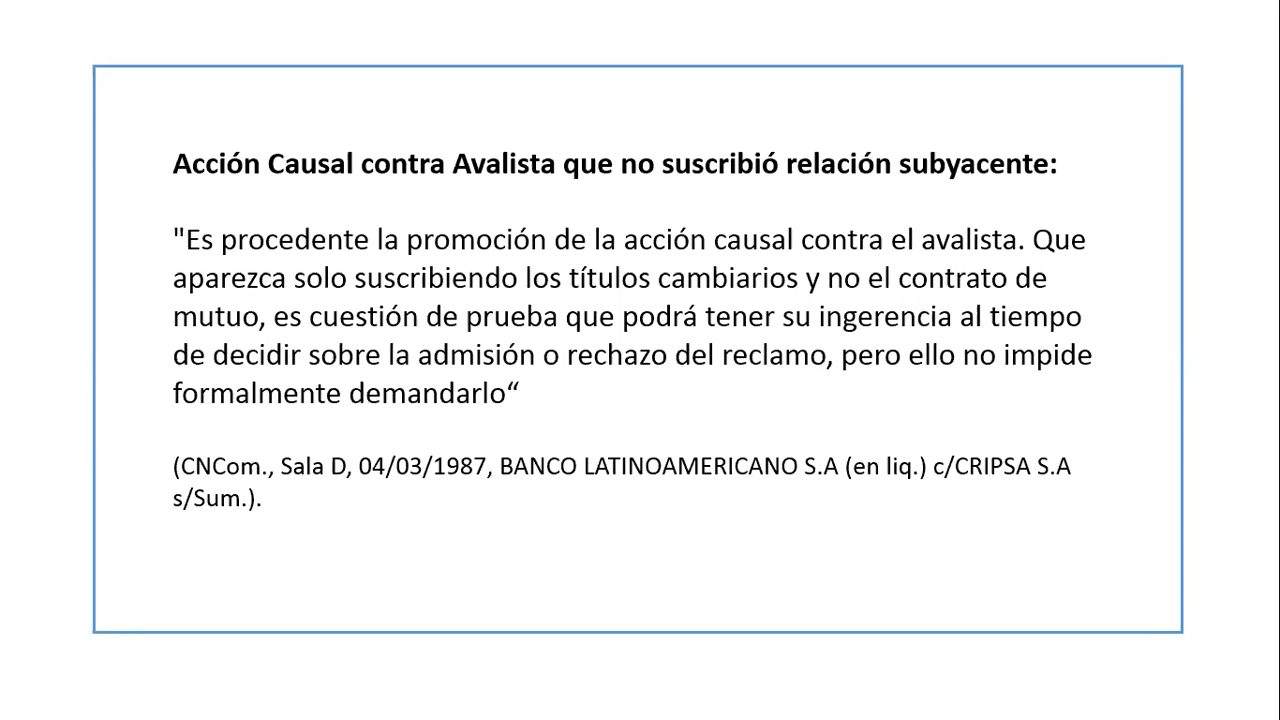 Acción Causal contra Avalista que no suscribió relación subyacente:
"Es procedente la promoción de la acción causal contra el avalista. Que
aparezca solo suscribiendo los títulos cambiarios y no el contrato de
mutuo, es cuestión de prueba que podrá tener su ingerencia al tiempo
de decidir sobre la admisión o rechazo del reclamo, pero ello no impide
formalmente demandarlo“
(CNCom., Sala D, 04/03/1987, BANCO LATINOAMERICANO S.A (en liq.) c/CRIPSA S.A
s/Sum.).